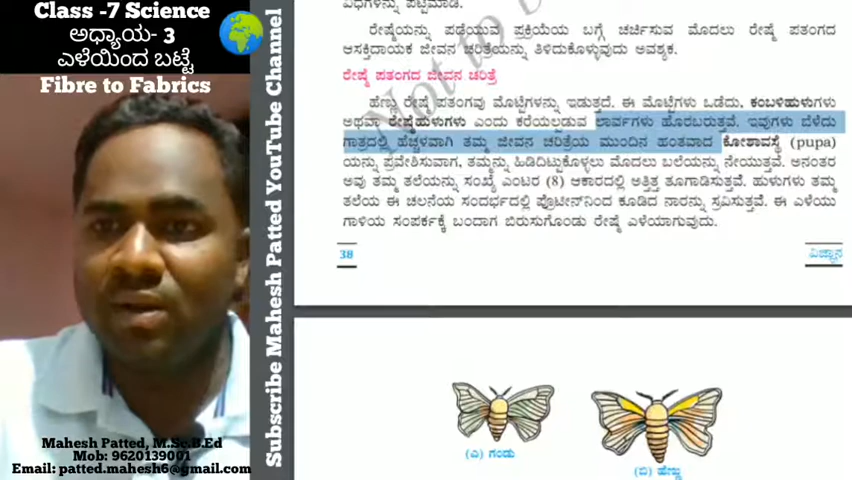 Class -7 Science
ಅಧ್ಯಾಯ- 3
ಎಳೆಯಿಂದ ಬಟ್ಟೆ
Fibre to Fabrics
Mahesh Patted, M.Sc.B.Ed
Mob: 9620139001
Email: patted.mahesh6@gmail.com
Subscribe Mahesh Patted YouTube Channel
ವಿಧಗಳನ್ನು ಪಟ್ಟಿಮಾಡಿ.
ರೇಷ್ಮೆಯನ್ನು ಪಡೆಯುವ ಪ್ರಕ್ರಿಯೆಯ ಬಗ್ಗೆ ಚರ್ಚಿಸುವ ಮೊದಲು ರೇಷ್ಮೆ ಪತಂಗದ
ಆಸಕ್ತಿದಾಯಕ ಜೀವನ ಚರಿತ್ರೆಯನ್ನು ತಿಳಿದುಕೊಳ್ಳುವುದು ಅವಶ್ಯಕ.
ರೇಷ್ಮೆ ಪತಂಗದ ಜೀವನ ಚರಿತ್ರೆ
ಹೆಣ್ಣು ರೇಷ್ಮೆ ಪತಂಗವು ಮೊಟ್ಟೆಗಳನ್ನು ಇಡುತ್ತದೆ. ಈ ಮೊಟ್ಟೆಗಳು ಒಡೆದು, ಕಂಬಳಿಹುಳುಗಳು
ಅಥವಾ ರೇಷ್ಮೆಹುಳುಗಳು ಎಂದು ಕರೆಯಲ್ಪಡುವ ಲಾರ್ವಗಳು ಹೊರಬರುತ್ತವೆ. ಇವುಗಳು ಬೆಳೆದು
ಗಾತ್ರದಲ್ಲಿ ಹೆಚ್ಚಳವಾಗಿ ತಮ್ಮ ಜೀವನ ಚರಿತ್ರೆಯ ಮುಂದಿನ ಹಂತವಾದ ಕೋಶಾವಸ್ಥೆ (pupa)
ಯನ್ನು ಪ್ರವೇಶಿಸುವಾಗ, ತಮ್ಮನ್ನು ಹಿಡಿದಿಟ್ಟುಕೊಳ್ಳಲು ಮೊದಲು ಬಲೆಯನ್ನು ನೇಯುತ್ತವೆ. ಅನಂತರ
ಅವು ತಮ್ಮ ತಲೆಯನ್ನು ಸಂಖ್ಯೆ ಎಂಟರ (8) ಆಕಾರದಲ್ಲಿ ಅತ್ತಿತ್ತ ತೂಗಾಡಿಸುತ್ತವೆ. ಹುಳುಗಳು ತಮ್ಮ
ತಲೆಯ ಈ ಚಲನೆಯ ಸಂದರ್ಭದಲ್ಲಿ ಪ್ರೊಟೀನ್‌ನಿಂದ ಕೂಡಿದ ನಾರನ್ನು ಸ್ರವಿಸುತ್ತವೆ. ಈ ಎಳೆಯು
ಗಾಳಿಯ ಸಂಪರ್ಕಕ್ಕೆ ಬಂದಾಗ ಬಿರುಸುಗೊಂಡು ರೇಷ್ಮೆ ಎಳೆಯಾಗುವುದು.
38
ವಿಜ್ಞಾನ
(ಎ) ಗಂಡು
(ಬಿ) ಹೆಣ್ಣು